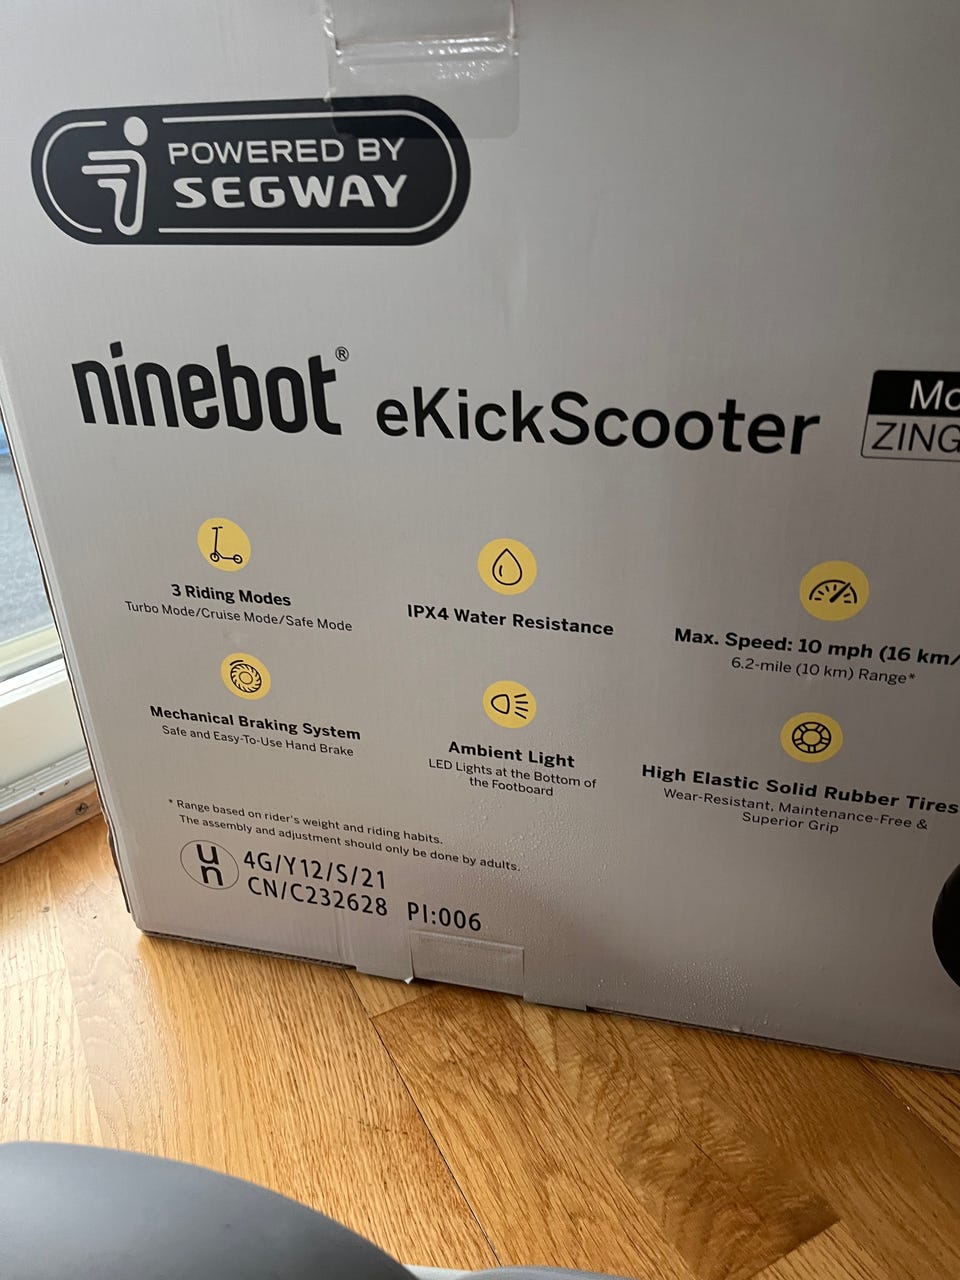 POWERED BY
SEGWAY
ninebot®
eKickScooter
ZING
3 Riding Modes
Turbo Mode/Cruise Mode/Safe Mode
IPX4 Water Resistance
Max. Speed: 10 mph (16 km/
6.2-mile (10 km) Range*
Mechanical Braking System
Safe and Easy-To-Use Hand Brake
Ambient Light
LED Lights at the Bottom of
the Footboard
High Elastic Solid Rubber Tires
Wear-Resistant, Maintenance-Free &
Superior Grip
* Range based on rider's weight and riding habits.
The assembly and adjustment should only be done by adults.
un
4G/Y12/S/21
CN/C232628 PI:006